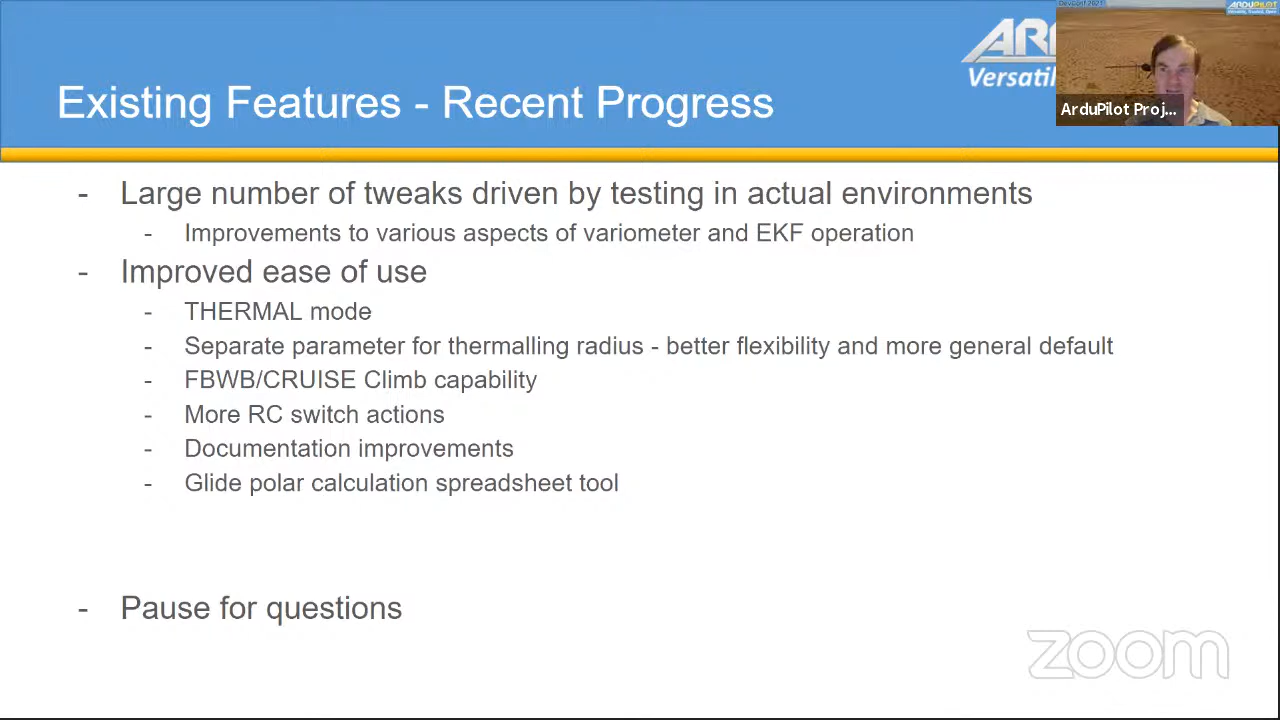 Existing Features - Recent Progress
ARDUPILOT
Versatil
DevConf 2021
ArduPilot Proj...
- Large number of tweaks driven by testing in actual environments
- Improvements to various aspects of variometer and EKF operation
- Improved ease of use
- THERMAL mode
- Separate parameter for thermalling radius - better flexibility and more general default
- FBWB/CRUISE Climb capability
- More RC switch actions
- Documentation improvements
- Glide polar calculation spreadsheet tool
- Pause for questions
zoom